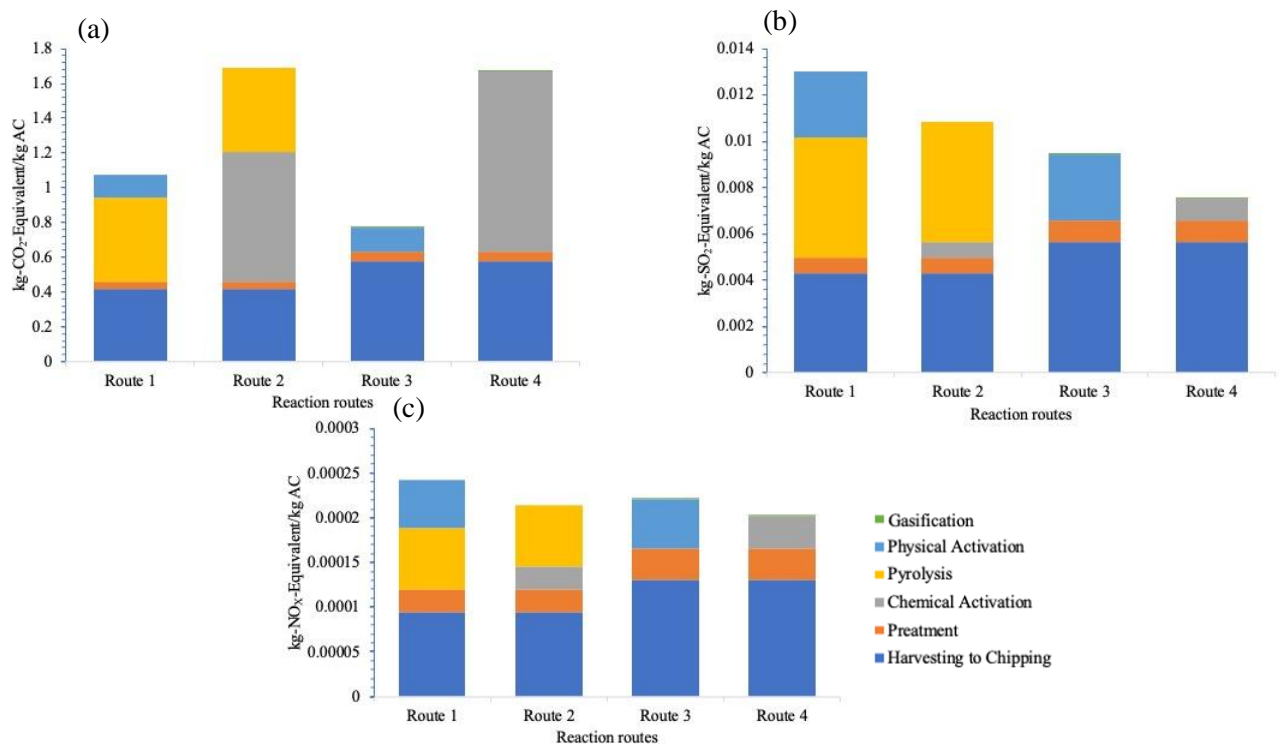 (a)
kg-CO₂-Equivalent/kg AC
1.8
1.6
1.4
1.2
1
0.8
0.6
0.4
0.2
0
Route 1 Route 2 Route 3 Route 4
Reaction routes
(b)
kg-SO₂-Equivalent/kg AC
0.014
0.012
0.01
0.008
0.006
0.004
0.002
0
Route 1 Route 2 Route 3 Route 4
Reaction routes
(c)
kg-NOₓ-Equivalent/kg AC
0.0003
0.00025
0.0002
0.00015
0.0001
0.00005
0
Route 1 Route 2 Route 3 Route 4
Reaction routes
Gasification
Physical Activation
Pyrolysis
Chemical Activation
Preatment
Harvesting to Chipping